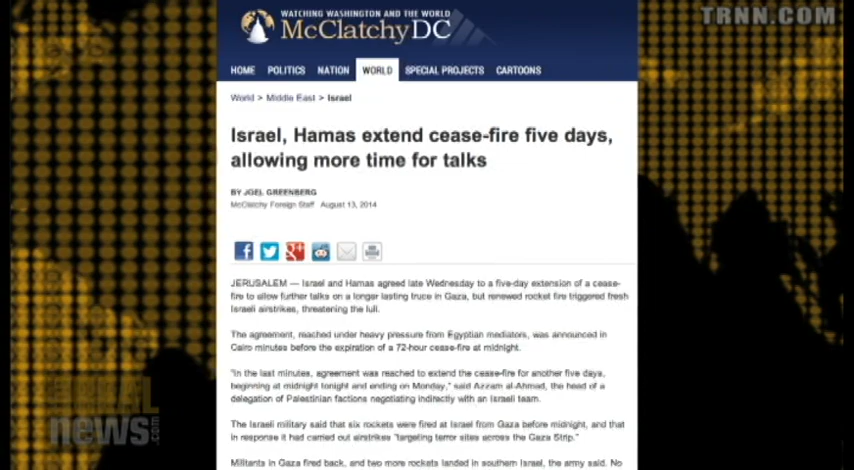 TRNN.COM
WATCHING WASHINGTON AND THE WORLD
McClatchyDC
HOME POLITICS NATION WORLD SPECIAL PROJECTS CARTOONS
World > Middle East > Israel
Israel, Hamas extend cease-fire five days,
allowing more time for talks
BY JOEL GREENBERG
McClatchy Foreign Staff August 13, 2014
JERUSALEM — Israel and Hamas agreed late Wednesday to a five-day extension of a cease-
fire to allow further talks on a longer lasting truce in Gaza, but renewed rocket fire triggered fresh
Israeli airstrikes, threatening the lull.
The agreement, reached under heavy pressure from Egyptian mediators, was announced in
Cairo minutes before the expiration of a 72-hour cease-fire at midnight.
"In the last minutes, agreement was reached to extend the cease-fire for another five days,
beginning at midnight tonight and ending on Monday," said Azzam al-Ahmad, the head of a
delegation of Palestinian factions negotiating indirectly with an Israeli team.
The Israeli military said that six rockets were fired at Israel from Gaza before midnight, and that
in response it had carried out airstrikes "targeting terror sites across the Gaza Strip."
Militants in Gaza fired back, and two more rockets landed in southern Israel, the army said. No
news.com